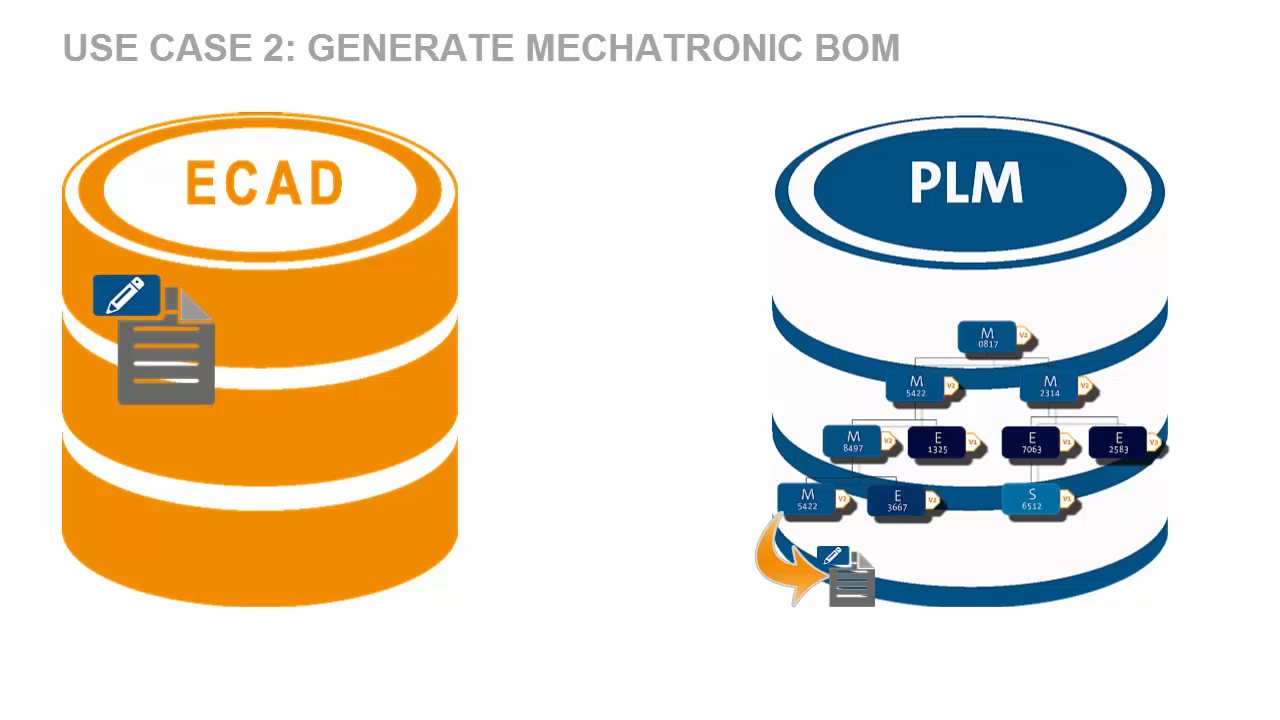 USE CASE 2: GENERATE MECHATRONIC BOM
ECAD
PLM
M
0817
V2
M
5422
V2
M
2314
V2
M
8497
V2
E
1325
V1
E
7063
V1
E
2583
V3
M
5422
V2
E
3667
V2
S
6512
V1